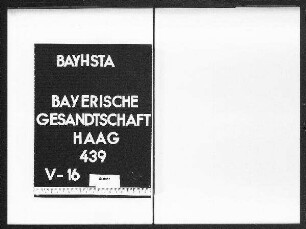 BAYHSTA
BAYERISCHE
GESANDTSCHAFT
HAAG
439
V-16